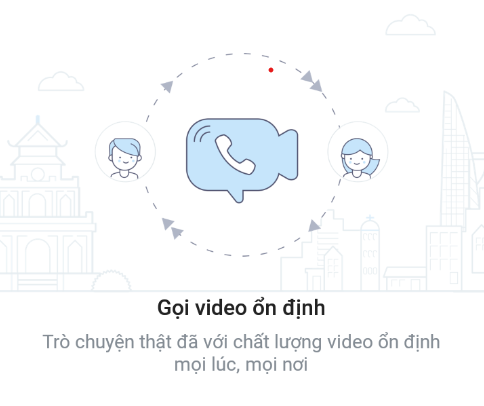 Gọi video ổn định
Trò chuyện thật đã với chất lượng video ổn định
mọi lúc, mọi nơi